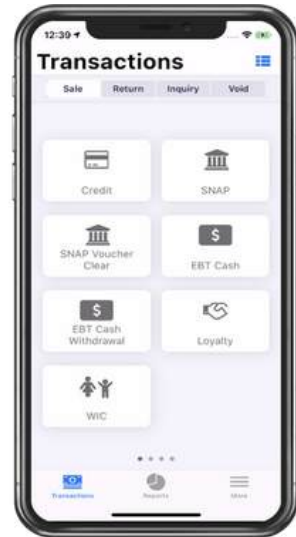 12:39
Transactions
Sale Return Inquiry Void
Credit
SNAP
SNAP Voucher
Clear
$
EBT Cash
$
EBT Cash
Withdrawal
Loyalty
WIC
Transactions Reports More